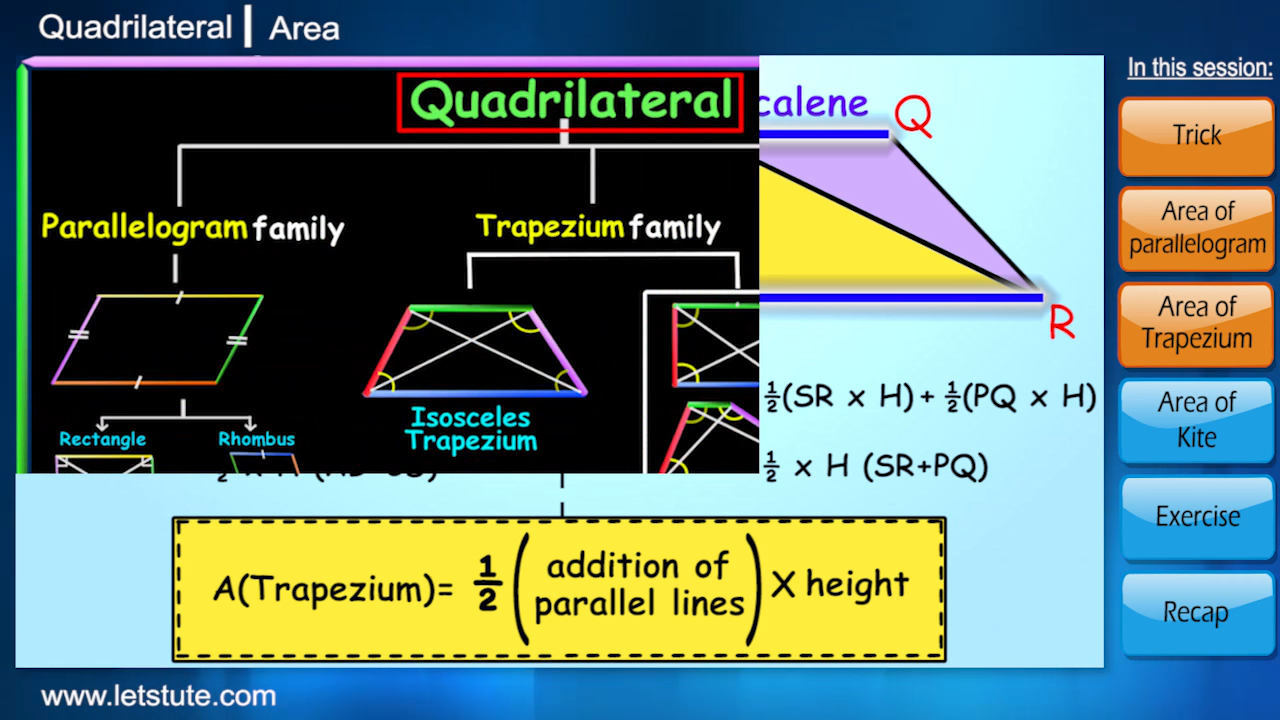 Quadrilateral | Area
In this session:
Quadrilateral
Parallelogram family
Trapezium family
Rectangle
Rhombus
Isosceles
Trapezium
calene
Q
R
½(SR x H) + ½(PQ x H)
½ x H (SR+PQ)
A(Trapezium)= ½ (addition of
parallel lines) X height
Trick
Area of
parallelogram
Area of
Trapezium
Area of
Kite
Exercise
Recap
www.letstute.com